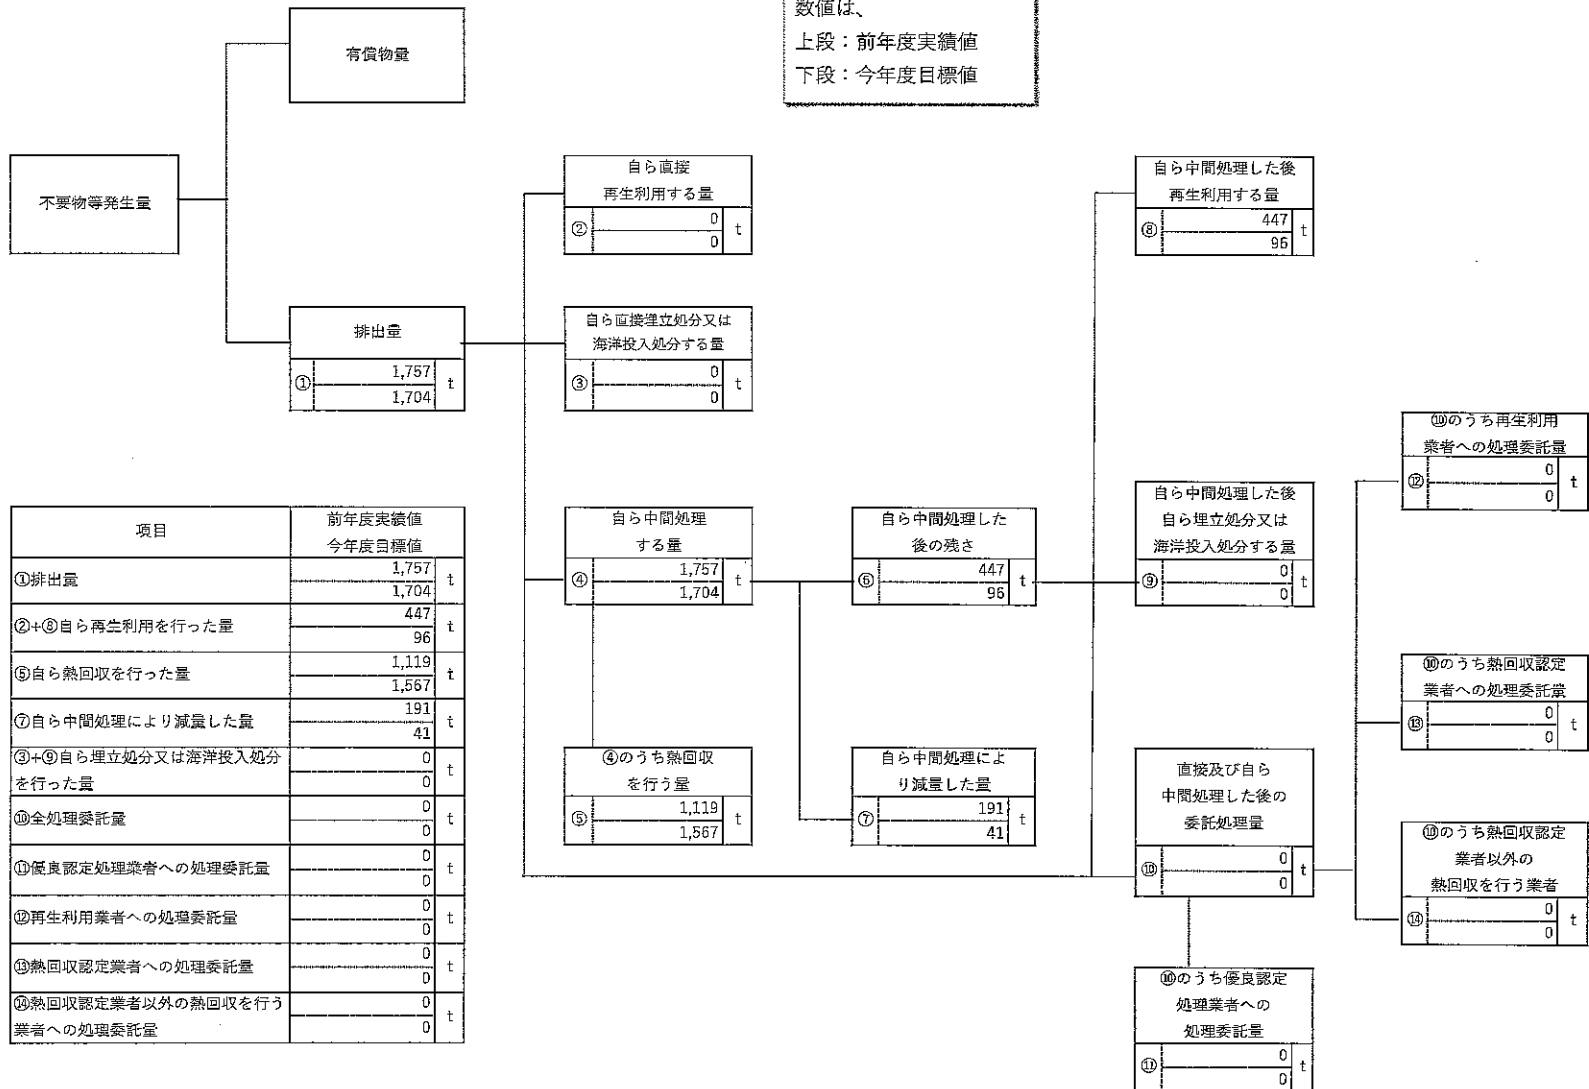 数値は、
上段：前年度実績値
下段：今年度目標値
有償物量
不要物等発生量
排出量
①
1,757
1,704
t
自ら直接
再生利用する量
②
0
0
t
自ら直接埋立処分又は
海洋投入処分する量
③
0
0
t
自ら中間処理した後
再生利用する量
⑧
447
96
t
項目
前年度実績値
今年度目標値
①排出量
1,757
1,704
t
②+⑧自ら再生利用を行った量
447
96
t
⑤自ら熱回収を行った量
1,119
1,567
t
⑦自ら中間処理により減量した量
191
41
t
③+⑨自ら埋立処分又は海洋投入処分
を行った量
0
0
t
⑩全処理委託量
0
0
t
⑪優良認定処理業者への処理委託量
0
0
t
⑫再生利用業者への処理委託量
0
0
t
⑬熱回収認定業者への処理委託量
0
0
t
⑭熱回収認定業者以外の熱回収を行う
業者への処理委託量
0
0
t
自ら中間処理
する量
④
1,757
1,704
t
④のうち熱回収
を行う量
⑤
1,119
1,567
t
自ら中間処理した
後の残さ
⑥
447
96
t
自ら中間処理によ
り減量した量
⑦
191
41
t
自ら中間処理した後
自ら埋立処分又は
海洋投入処分する量
⑨
0
0
t
直接及び自ら
中間処理した後の
委託処理量
⑩
0
0
t
⑩のうち優良認定
処理業者への
処理委託量
⑪
0
0
t
⑩のうち再生利用
業者への処理委託量
⑫
0
0
t
⑩のうち熱回収認定
業者への処理委託量
⑬
0
0
t
⑩のうち熱回収認定
業者以外の
熱回収を行う業者
⑭
0
0
t